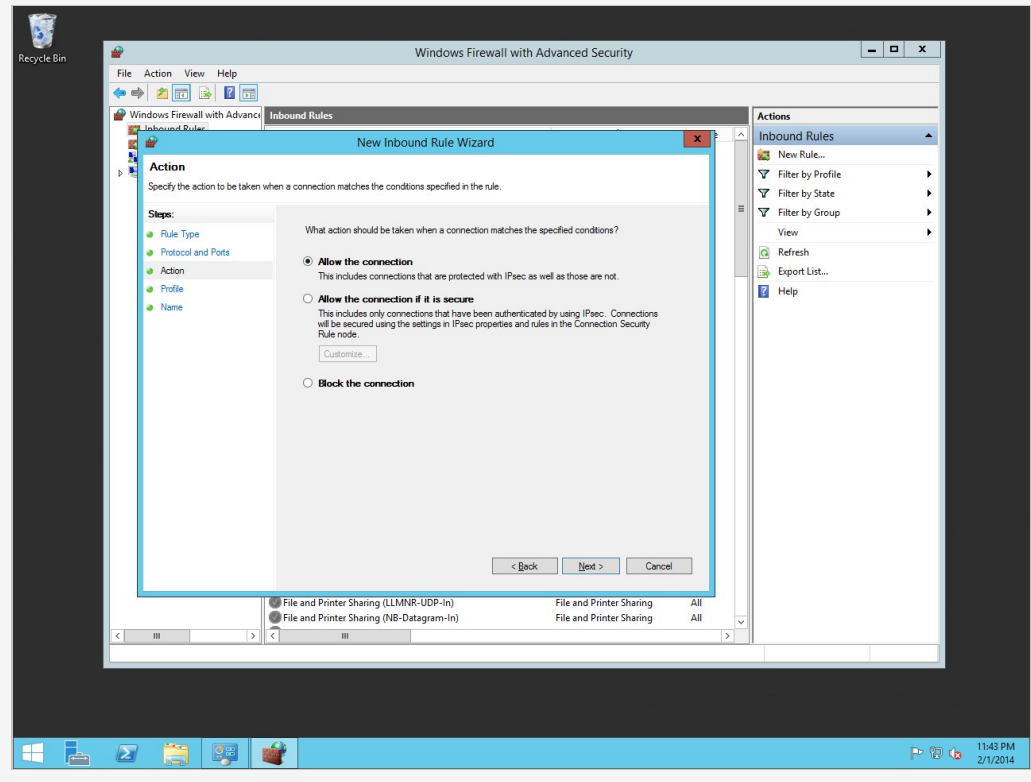 Recycle Bin
Windows Firewall with Advanced Security
File Action View Help
Windows Firewall with Advance
Inbound Rules
Inbound Rules
Actions
Inbound Rules
New Rule...
Filter by Profile
Filter by State
Filter by Group
View
Refresh
Export List...
Help
New Inbound Rule Wizard
Action
Specify the action to be taken when a connection matches the conditions specified in the rule.
Steps:
Rule Type
Protocol and Ports
Action
Profile
Name
What action should be taken when a connection matches the specified conditions?
Allow the connection
This includes connections that are protected with IPsec as well as those are not.
Allow the connection if it is secure
This includes only connections that have been authenticated by using IPsec. Connections
will be secured using the settings in IPsec properties and rules in the Connection Security
Rule node.
Customize...
Block the connection
< Back Next > Cancel
File and Printer Sharing (LLMNR-UDP-In) File and Printer Sharing All
File and Printer Sharing (NB-Datagram-In) File and Printer Sharing All
11:43 PM
2/1/2014